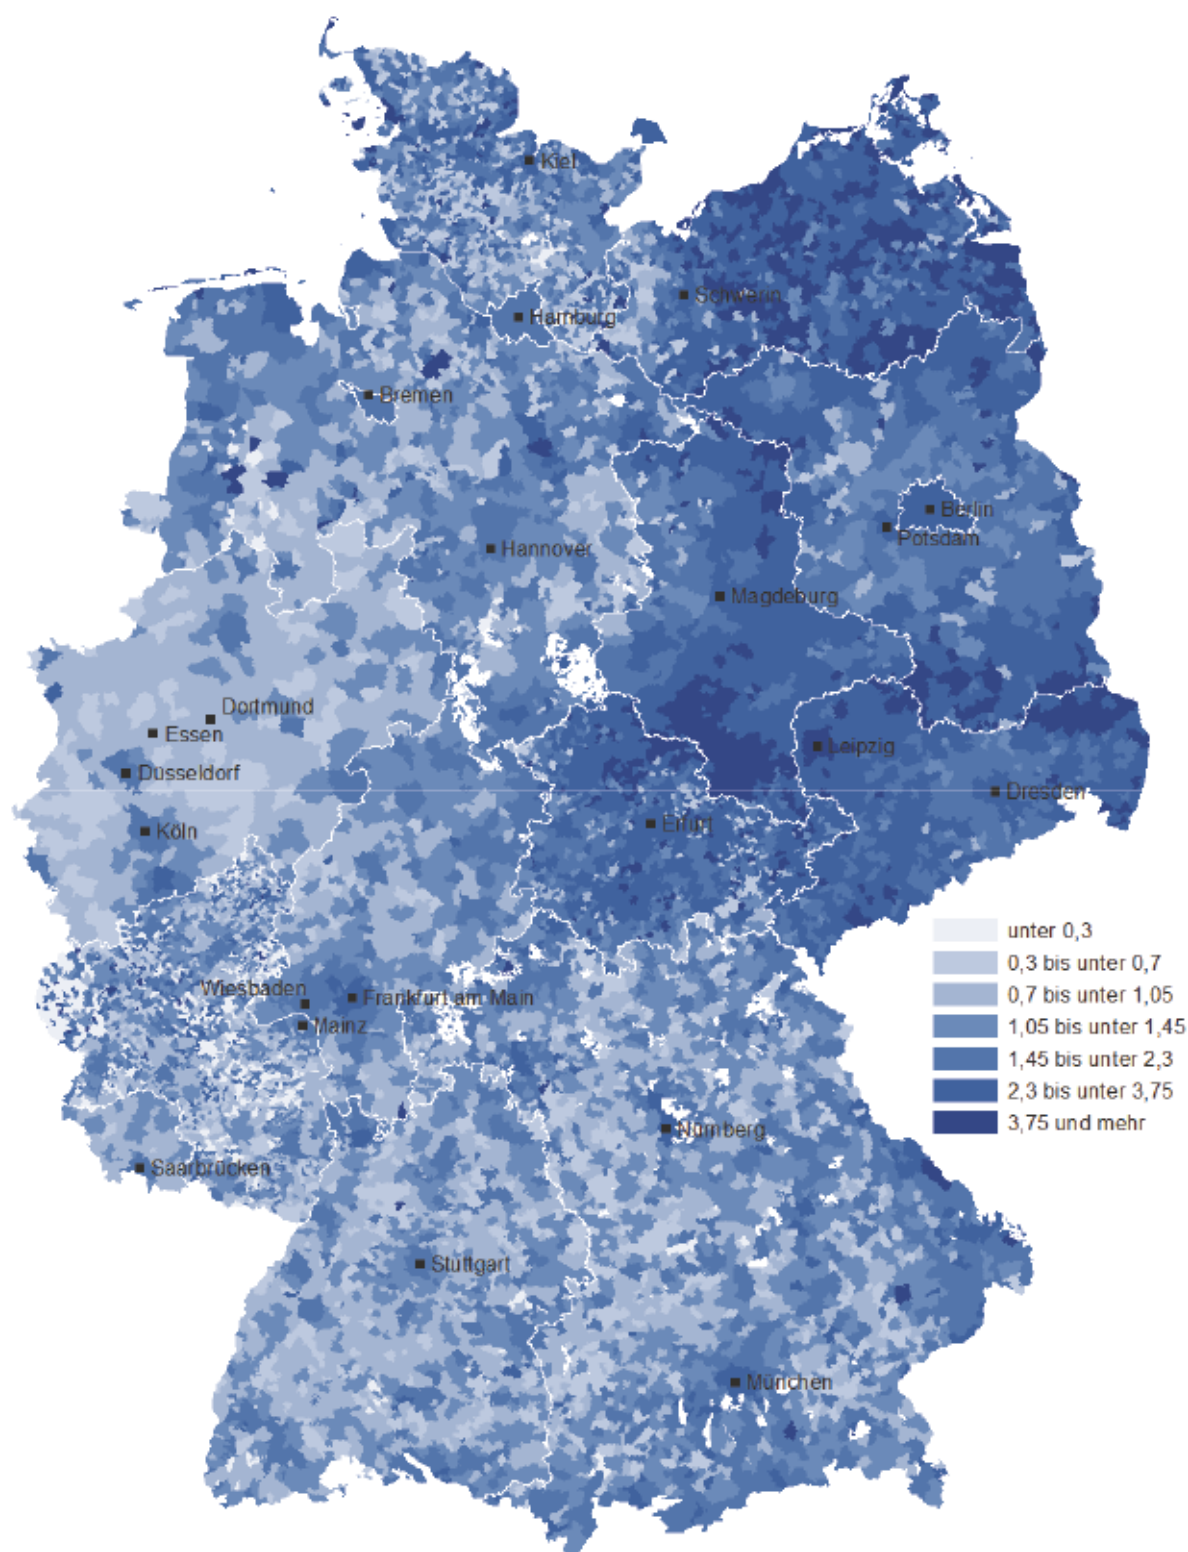 Kiel
Schwerin
Hamburg
Bremen
Berlin
Potsdam
Hannover
Magdeburg
Dortmund
Essen
Düsseldorf
Leipzig
Dresden
Köln
Erfurt
unter 0,3
0,3 bis unter 0,7
0,7 bis unter 1,05
1,05 bis unter 1,45
1,45 bis unter 2,3
2,3 bis unter 3,75
3,75 und mehr
Wiesbaden
Frankfurt am Main
Mainz
Nürnberg
Saarbrücken
Stuttgart
München